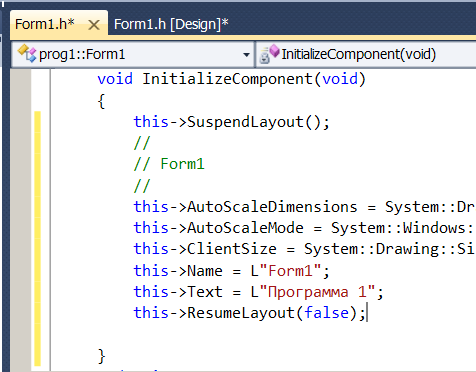 Form1.h* Form1.h [Design]*
prog1::Form1 InitializeComponent(void)
void InitializeComponent(void)
{
this->SuspendLayout();
//
// Form1
//
this->AutoScaleDimensions = System::Dr
this->AutoScaleMode = System::Windows:
this->ClientSize = System::Drawing::Si
this->Name = L"Form1";
this->Text = L"Программа 1";
this->ResumeLayout(false);
}